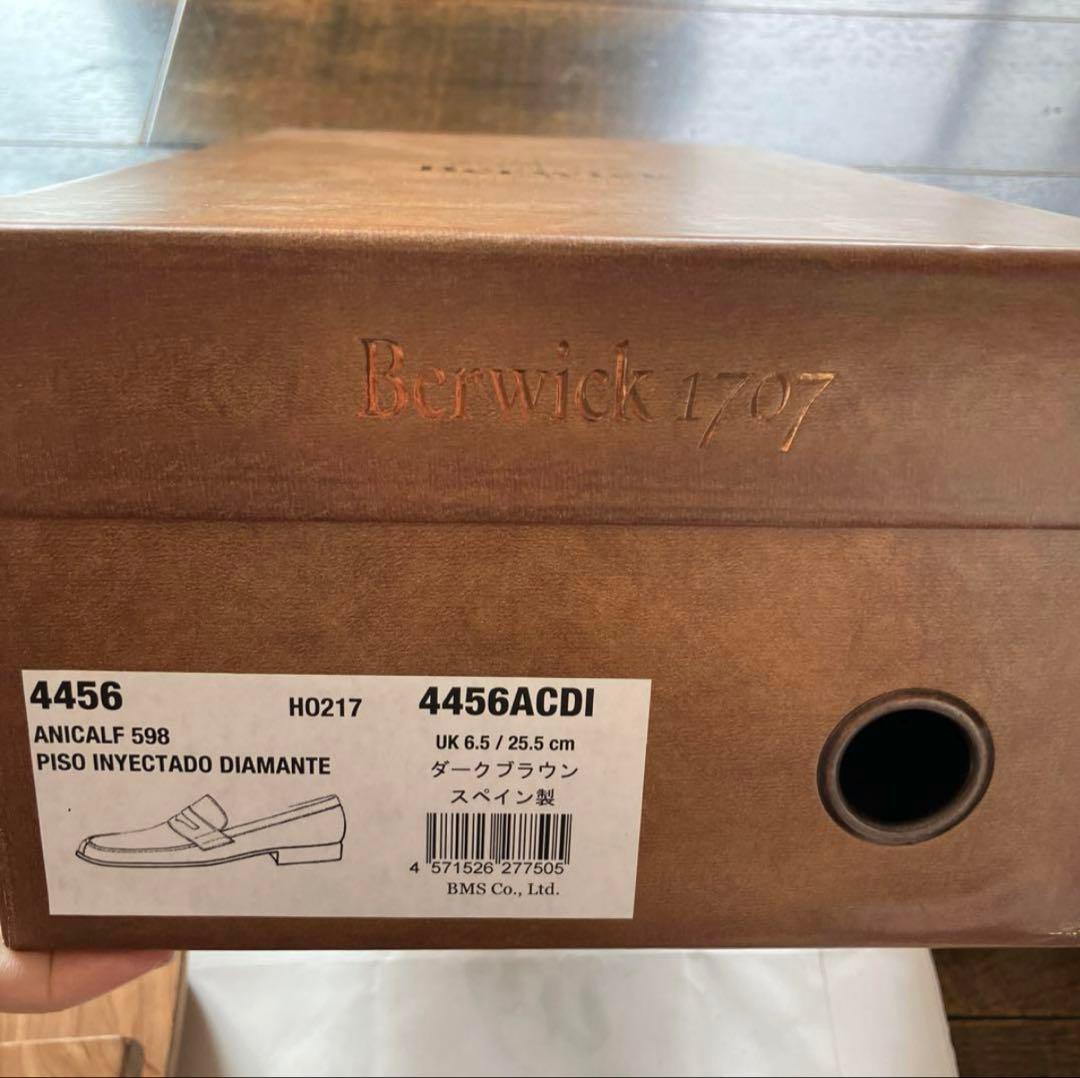 Berwick 1707
4456
HO217
ANICALF 598
PISO INYECTADO DIAMANTE
4456ACDI
UK 6.5 / 25.5 cm
ダークブラウン
スペイン製
4 571526 277505
BMS Co., Ltd.